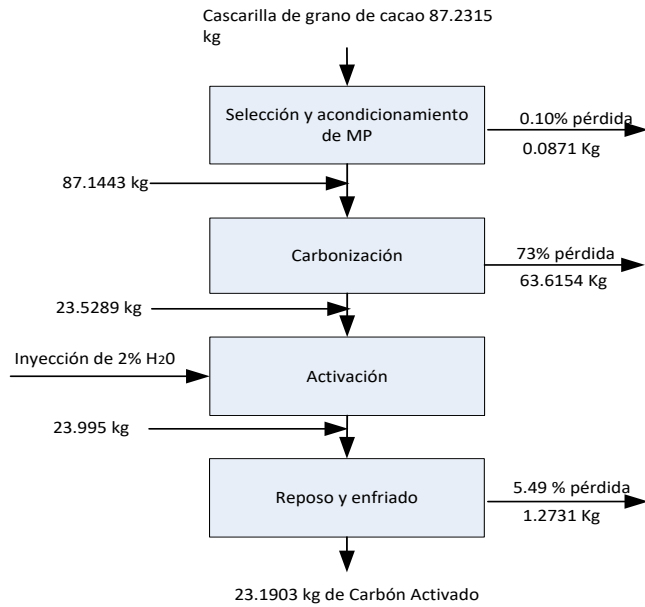 Cascarilla de grano de cacao 87.2315
kg
Selección y acondicionamiento
de MP
0.10% pérdida
0.0871 Kg
87.1443 kg
Carbonización
73% pérdida
63.6154 Kg
23.5289 kg
Inyección de 2% H20
Activación
23.995 kg
Reposo y enfriado
5.49 % pérdida
1.2731 Kg
23.1903 kg de Carbón Activado